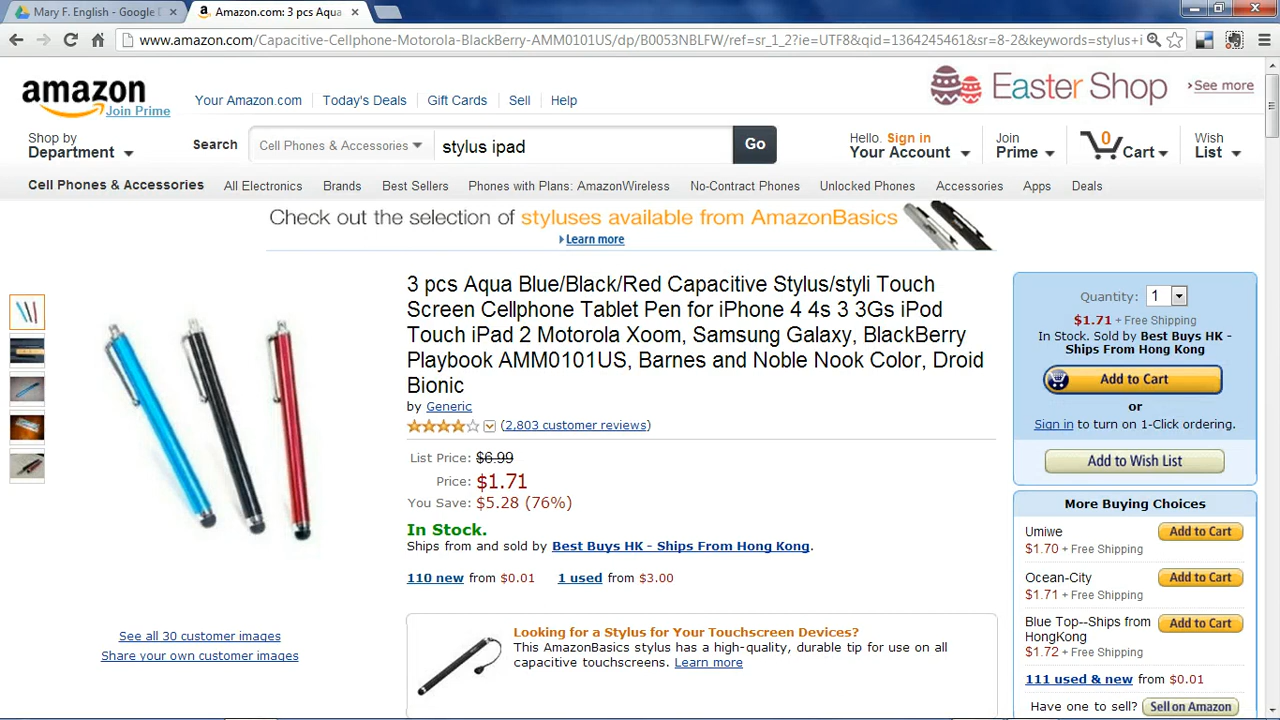 Mary F. English - Google D
Amazon.com: 3 pcs Aqua
www.amazon.com/Capacitive-Cellphone-Motorola-BlackBerry-AMM0101US/dp/B0053NBLFW/ref=sr_1_2?ie=UTF8&qid=1364245461&sr=8-2&keywords=stylus+i
amazon
Join Prime
Your Amazon.com
Today's Deals
Gift Cards
Sell
Help
Easter Shop
See more
Shop by
Department
Search
Cell Phones & Accessories
stylus ipad
Go
Hello. Sign in
Your Account
Join
Prime
0
Cart
Wish
List
Cell Phones & Accessories
All Electronics
Brands
Best Sellers
Phones with Plans: AmazonWireless
No-Contract Phones
Unlocked Phones
Accessories
Apps
Deals
Check out the selection of styluses available from AmazonBasics
Learn more
3 pcs Aqua Blue/Black/Red Capacitive Stylus/styli Touch
Screen Cellphone Tablet Pen for iPhone 4 4s 3 3Gs iPod
Touch iPad 2 Motorola Xoom, Samsung Galaxy, BlackBerry
Playbook AMM0101US, Barnes and Noble Nook Color, Droid
Bionic
by Generic
(2,803 customer reviews)
List Price: $6.99
Price: $1.71
You Save: $5.28 (76%)
In Stock.
Ships from and sold by Best Buys HK - Ships From Hong Kong.
110 new from $0.01 1 used from $3.00
See all 30 customer images
Share your own customer images
Looking for a Stylus for Your Touchscreen Devices?
This AmazonBasics stylus has a high-quality, durable tip for use on all
capacitive touchscreens. Learn more
Quantity: 1
$1.71 + Free Shipping
In Stock. Sold by Best Buys HK -
Ships From Hong Kong
Add to Cart
or
Sign in to turn on 1-Click ordering.
Add to Wish List
More Buying Choices
Umiwe
Add to Cart
$1.70 + Free Shipping
Ocean-City
Add to Cart
$1.71 + Free Shipping
Blue Top--Ships from
HongKong
Add to Cart
$1.72 + Free Shipping
111 used & new from $0.01
Have one to sell? Sell on Amazon